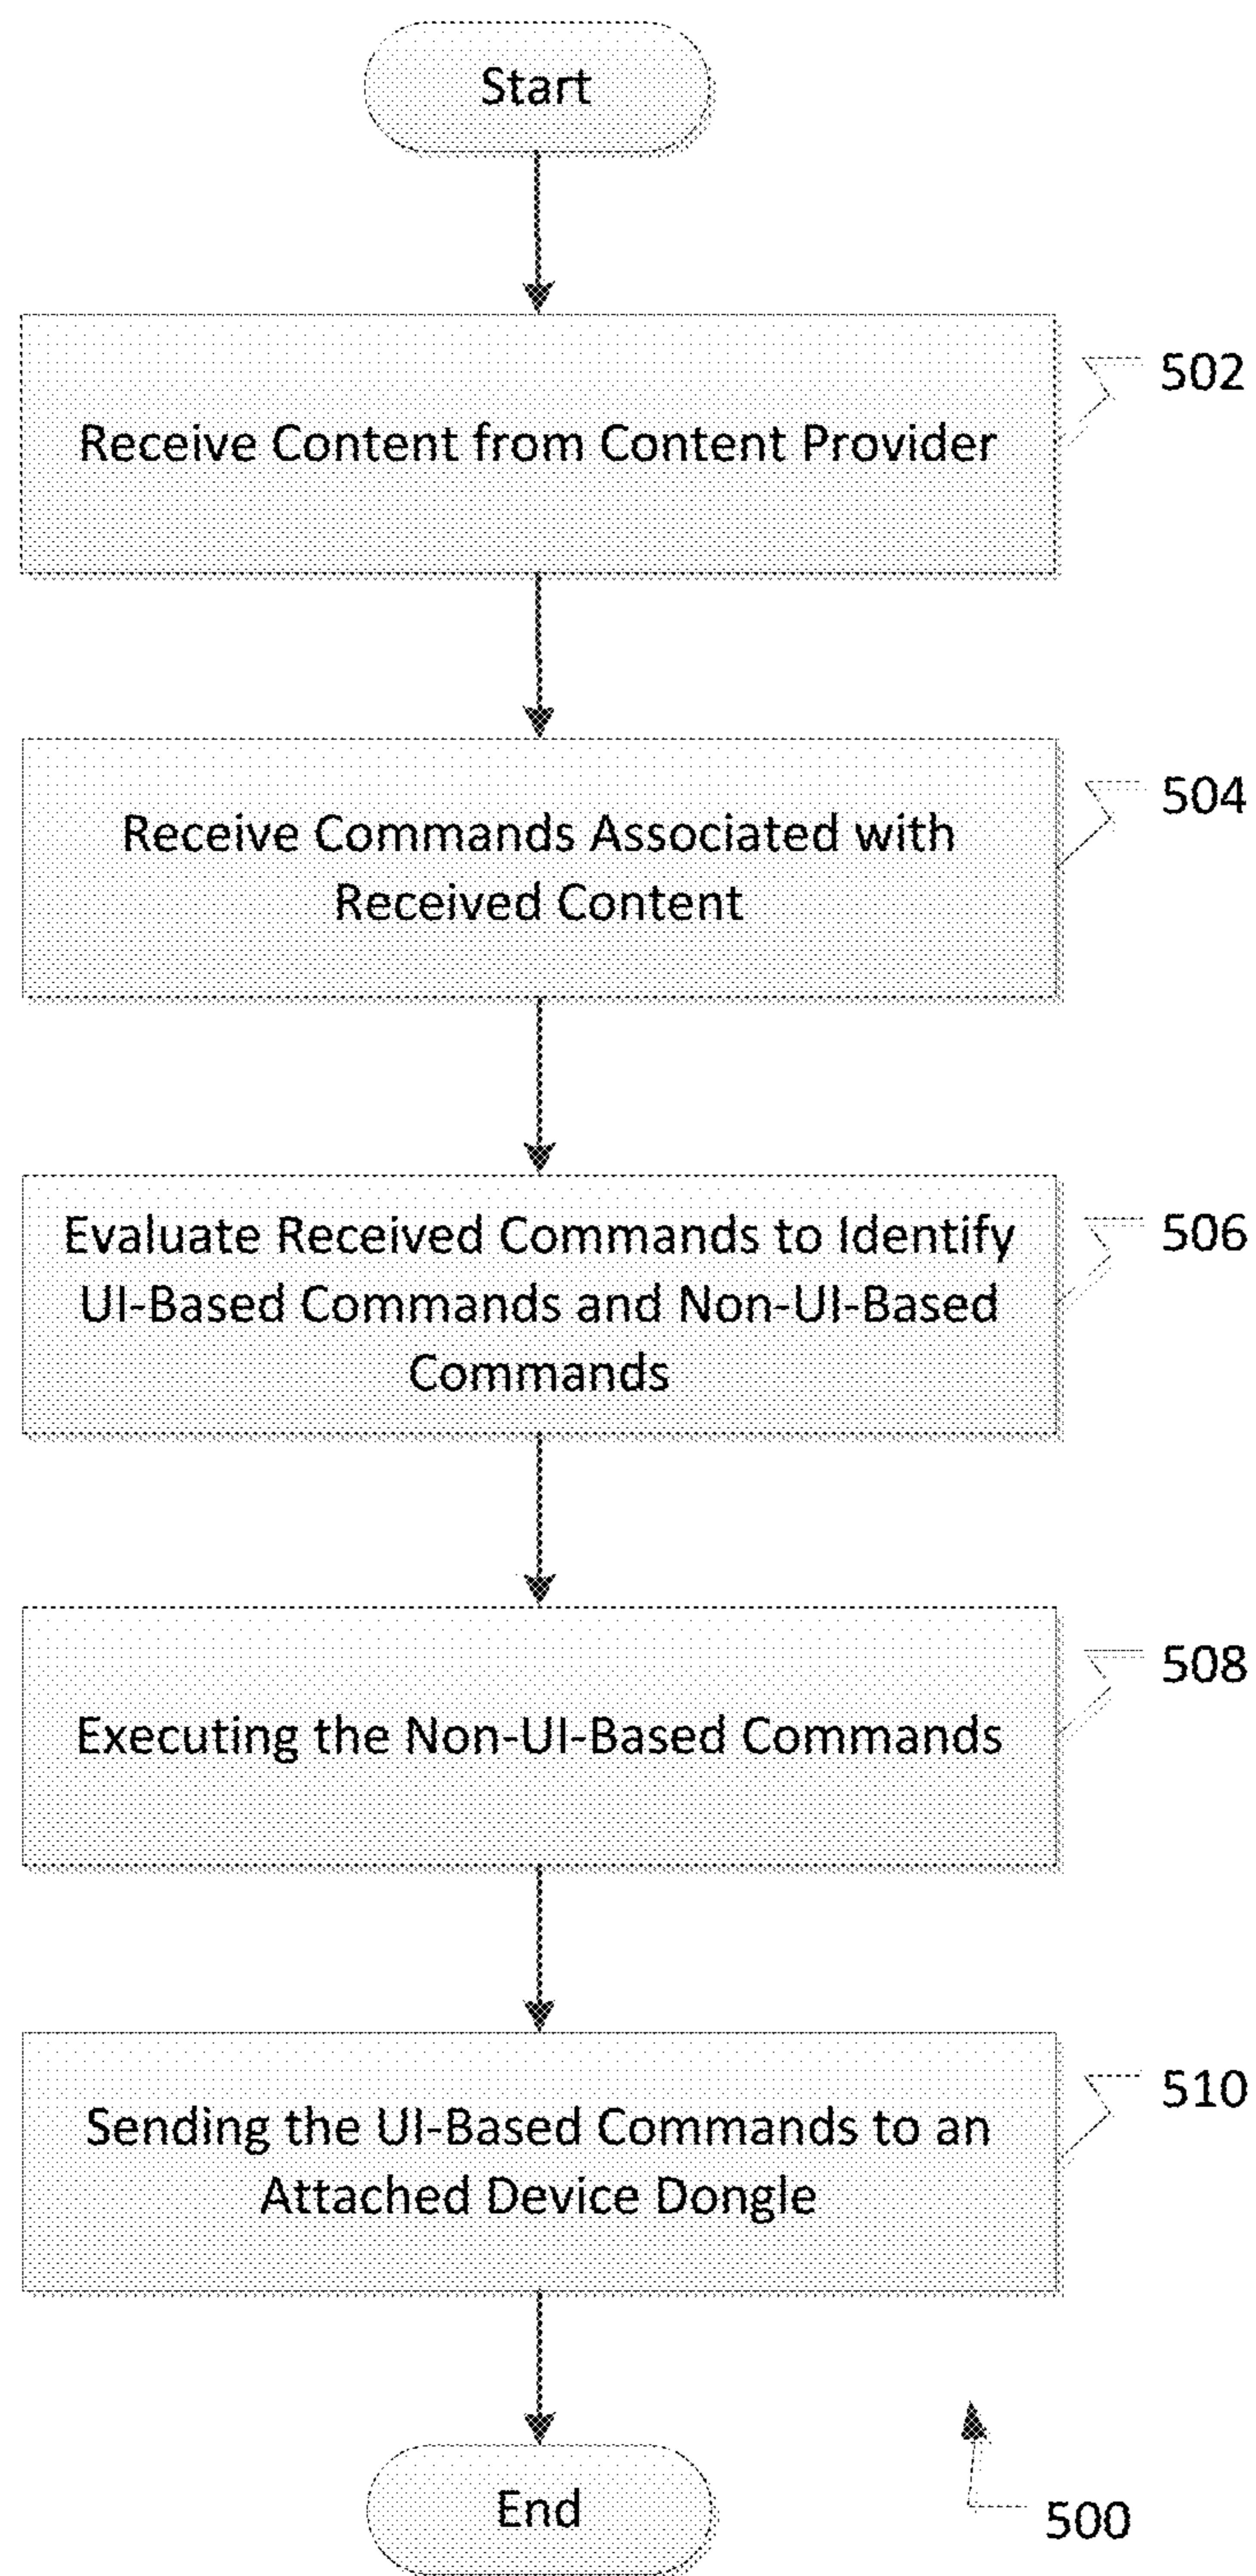 Start
Receive Content from Content Provider
502
Receive Commands Associated with
Received Content
504
Evaluate Received Commands to Identify
UI-Based Commands and Non-UI-Based
Commands
506
Executing the Non-UI-Based Commands
508
Sending the UI-Based Commands to an
Attached Device Dongle
510
End
500